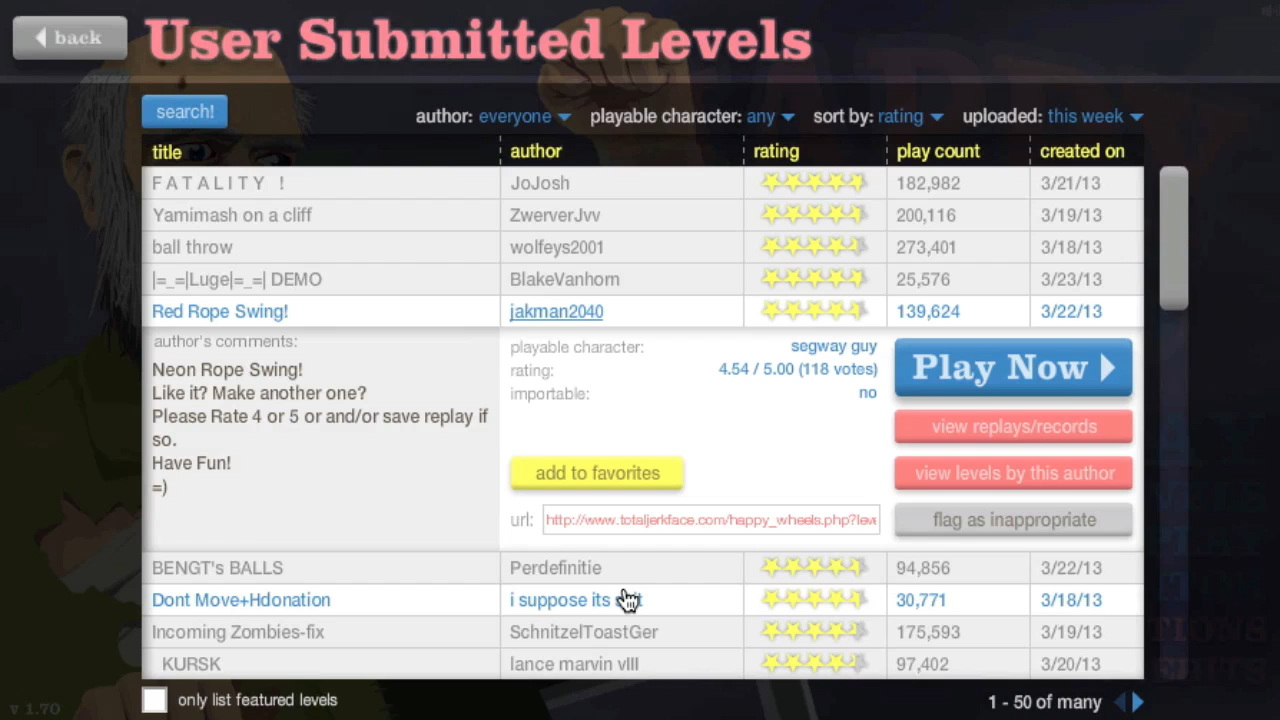 back
User Submitted Levels
search!
author: everyone playable character: any sort by: rating uploaded: this week
title author rating play count created on
F A T A L I T Y ! JoJosh 182,982 3/21/13
Yamimash on a cliff ZwerverJvv 200,116 3/19/13
ball throw wolfeys2001 273,401 3/18/13
|=_=|Luge|=_=| DEMO BlakeVanhorn 25,576 3/23/13
Red Rope Swing! jakman2040 139,624 3/22/13
author's comments:
Neon Rope Swing!
Like it? Make another one?
Please Rate 4 or 5 or and/or save replay if
so.
Have Fun!
=)
playable character: segway guy
rating: 4.54 / 5.00 (118 votes)
importable: no
add to favorites
url: http://www.totaljerkface.com/happy_wheels.php?leve
Play Now
view replays/records
view levels by this author
flag as inappropriate
BENGT's BALLS Perdefinitie 94,856 3/22/13
Dont Move+Hdonation i suppose its 30,771 3/18/13
Incoming Zombies-fix SchnitzelToastGer 175,593 3/19/13
KURSK lance marvin vIII 97,402 3/20/13
only list featured levels
1 - 50 of many
v 1.70